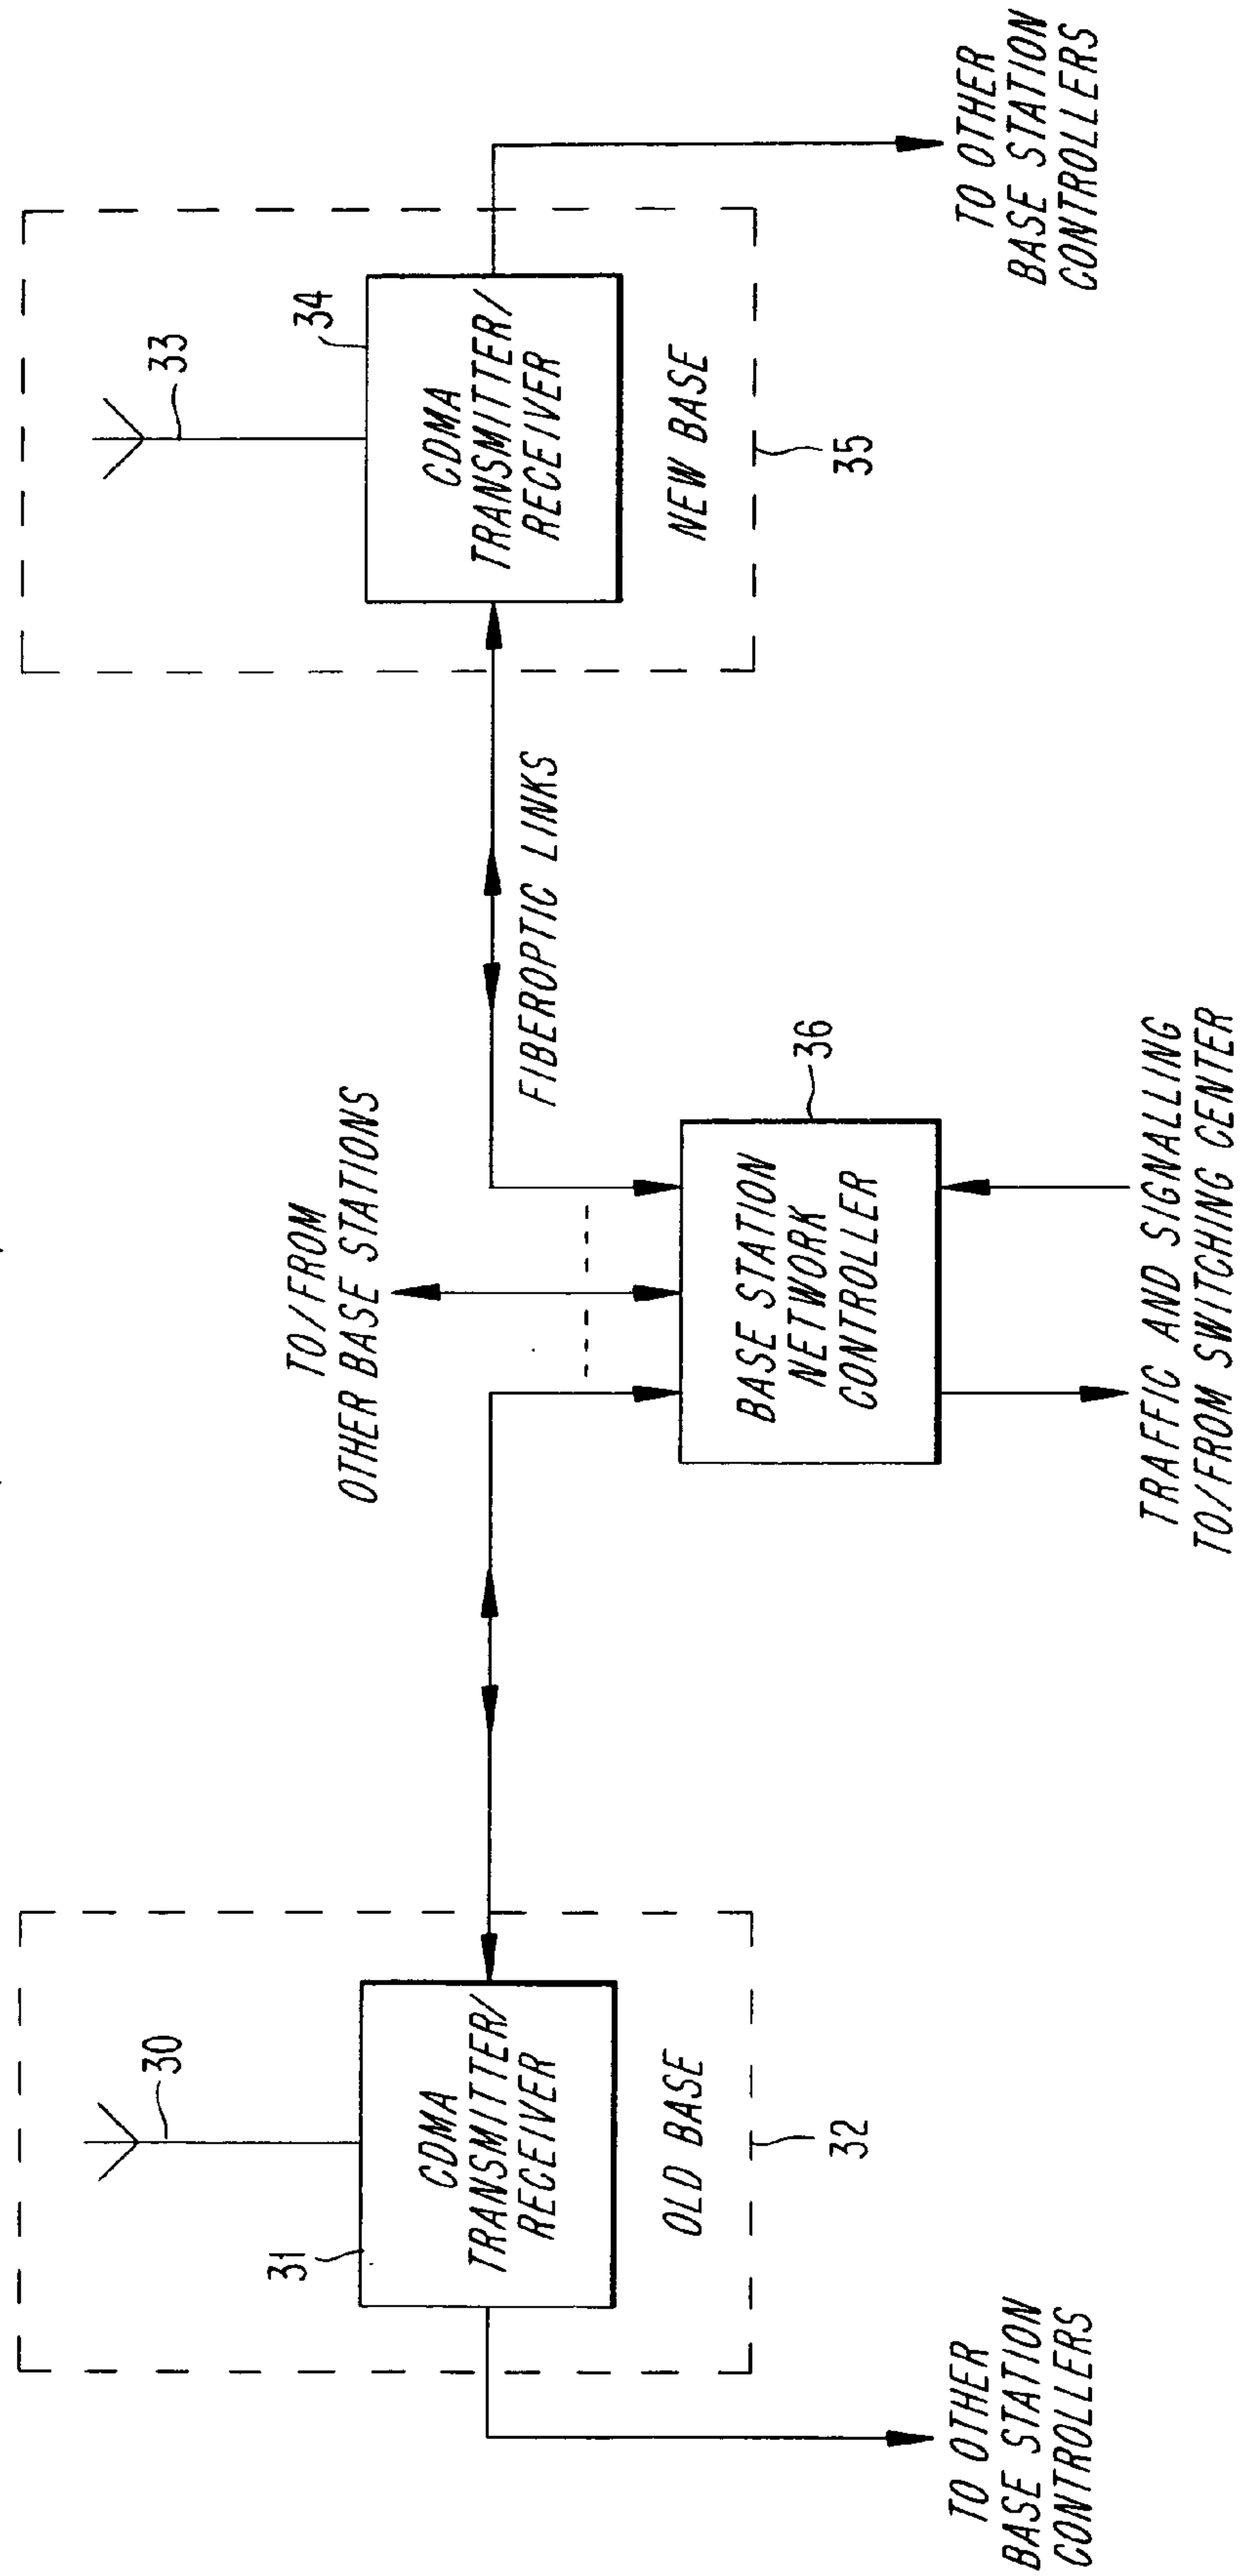 30
31
CDMA
TRANSMITTER/
RECEIVER
OLD BASE
32
TO OTHER
BASE STATION
CONTROLLERS
TO/FROM
OTHER BASE STATIONS
FIBEROPTIC LINKS
BASE STATION
NETWORK
CONTROLLER
36
TRAFFIC AND SIGNALLING
TO/FROM SWITCHING CENTER
33
34
CDMA
TRANSMITTER/
RECEIVER
NEW BASE
35
TO OTHER
BASE STATION
CONTROLLERS